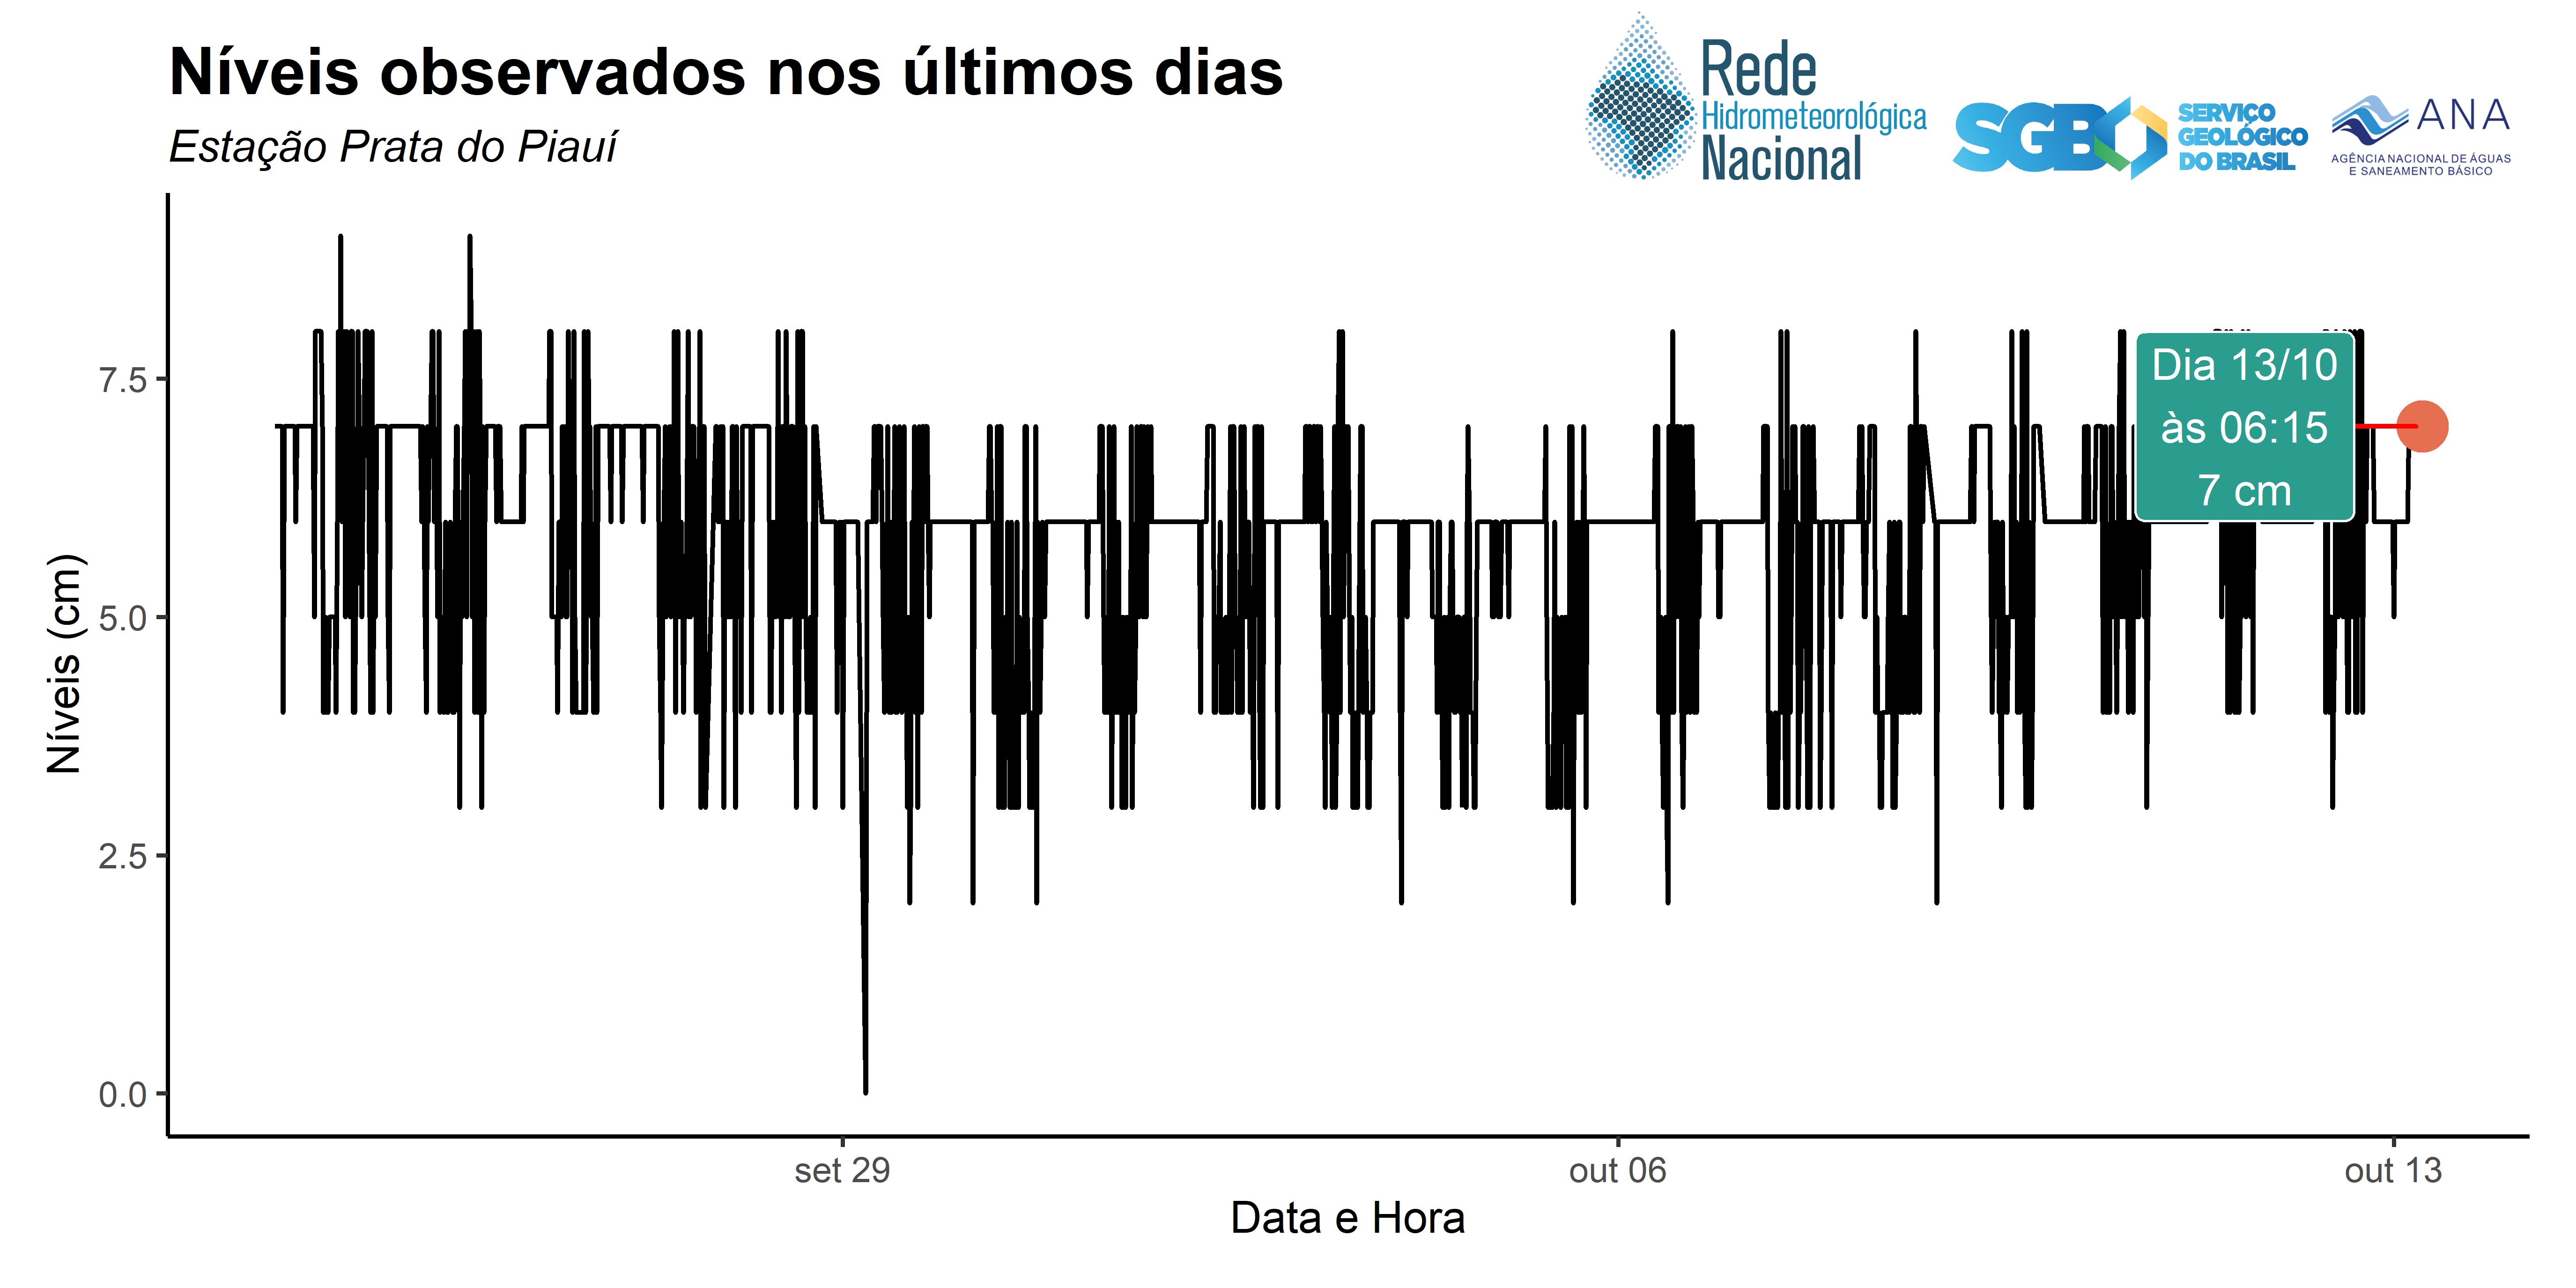 Níveis observados nos últimos dias
Estação Prata do Piauí
Rede
Hidrometeorológica
Nacional
SGB
SERVIÇO
GEOLÓGICO
DO BRASIL
ANA
AGÊNCIA NACIONAL DE ÁGUAS
E SANEAMENTO BÁSICO
Níveis (cm)
7.5
5.0
2.5
0.0
Dia 13/10
às 06:15
7 cm
set 29
out 06
out 13
Data e Hora